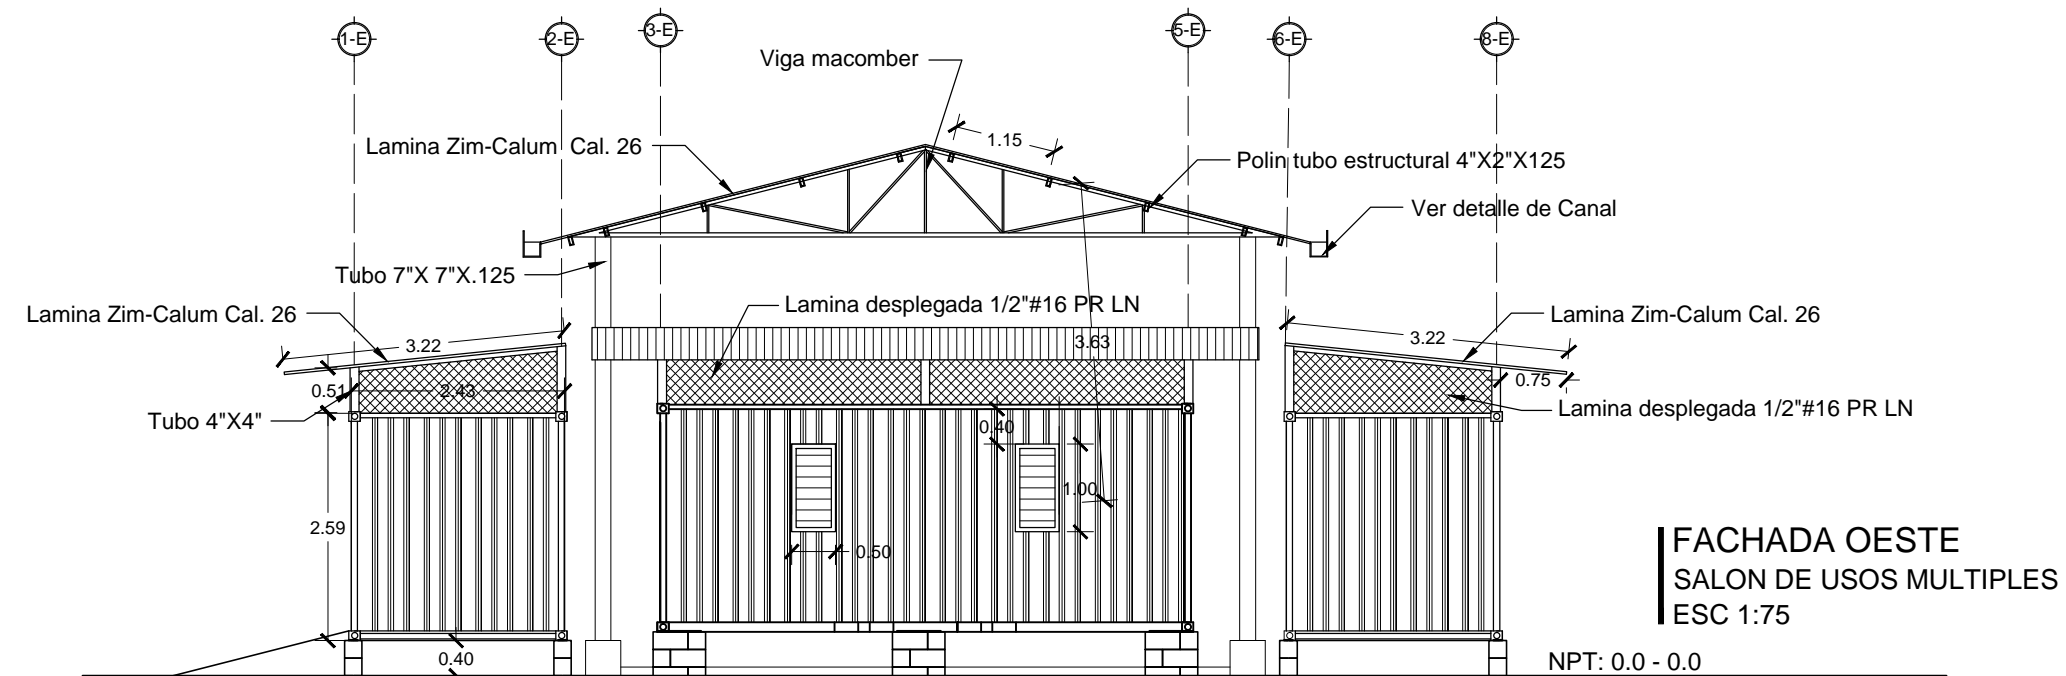 1-E
2-E
3-E
5-E
6-E
8-E
Viga macomber
Lamina Zim-Calum Cal. 26
1.15
Polin tubo estructural 4"X2"X125
Ver detalle de Canal
Tubo 7"X 7"X.125
Lamina Zim-Calum Cal. 26
Lamina desplegada 1/2"#16 PR LN
Lamina Zim-Calum Cal. 26
3.22
3.63
3.22
0.51
2.43
0.75
Tubo 4"X4"
Lamina desplegada 1/2"#16 PR LN
0.40
1.00
2.59
0.50
FACHADA OESTE
SALON DE USOS MULTIPLES
ESC 1:75
0.40
NPT: 0.0 - 0.0